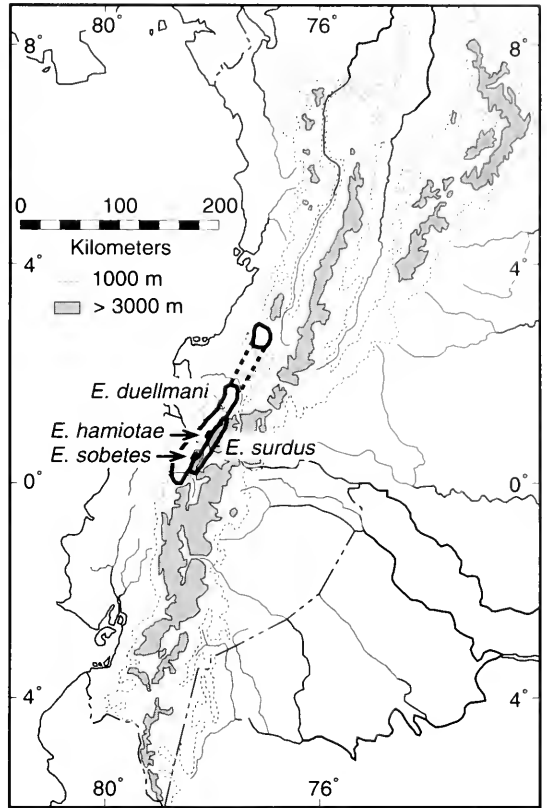 80° 76°
8° 8°
0 100 200
Kilometers
1000 m
> 3000 m
4° 4°
E. duellmani
E. hamiotae
E. sobetes
E. surdus
0° 0°
4° 4°
80° 76°